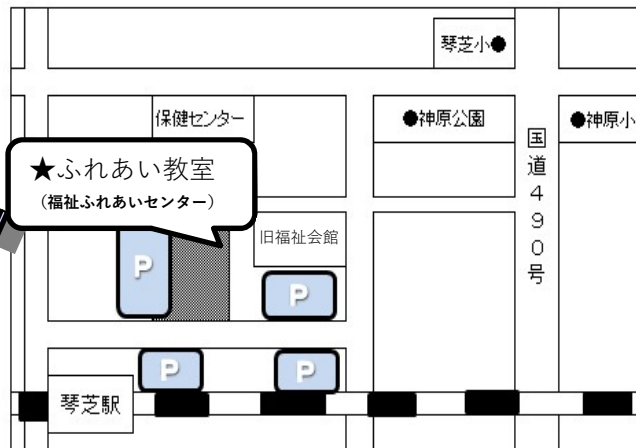 琴芝小●
保健センター
●神原公園
●神原小
国道490号
★ふれあい教室
（福祉ふれあいセンター）
旧福祉会館
P
P
P
P
琴芝駅